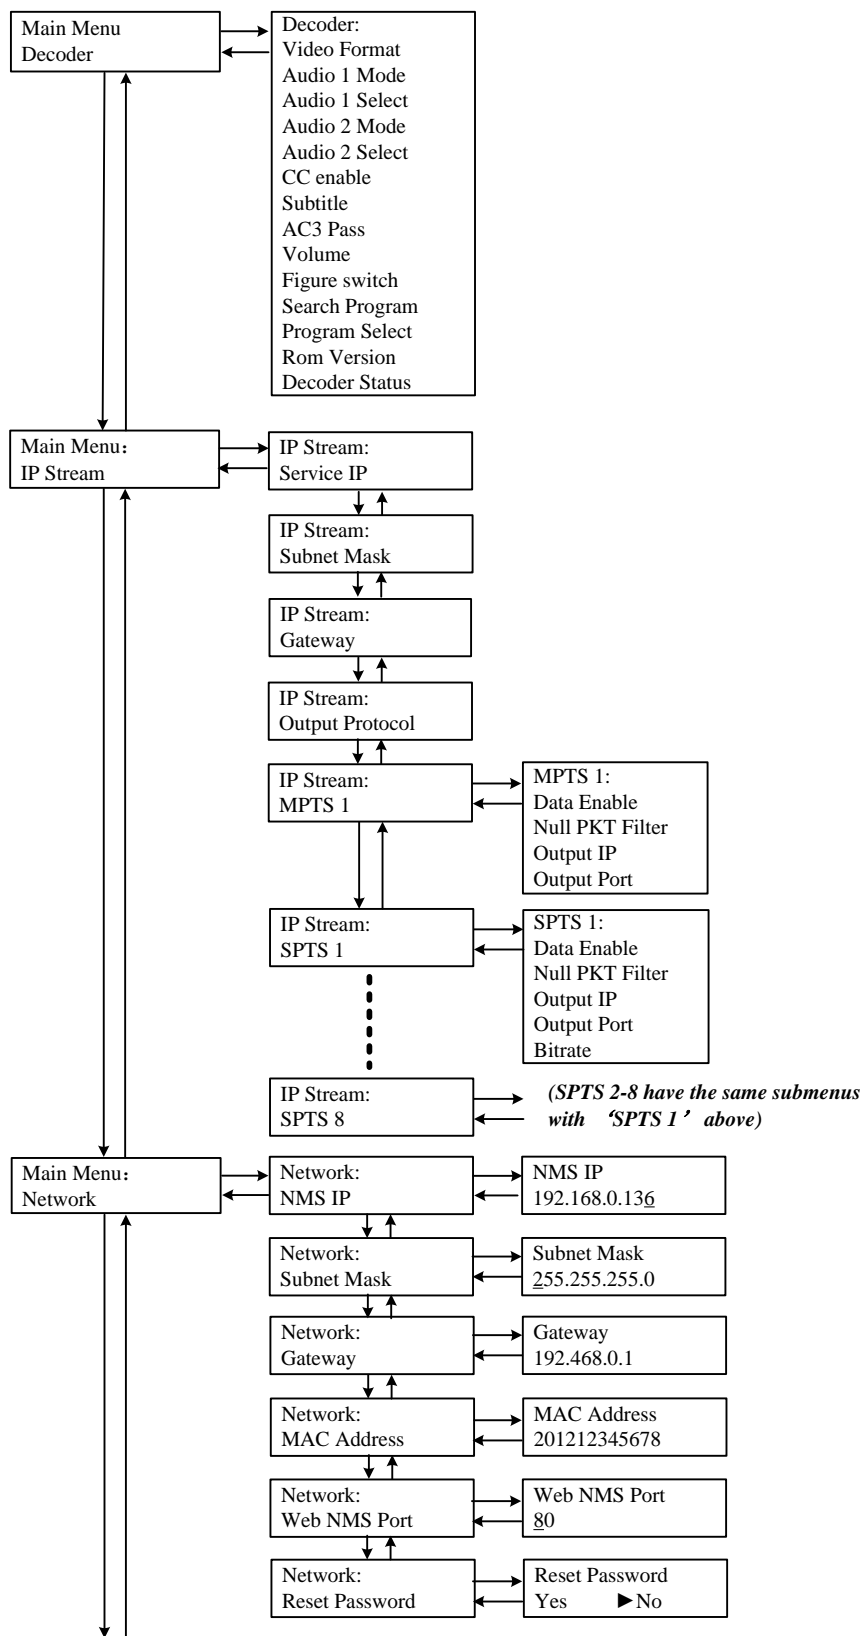 Main Menu
Decoder
Decoder:
Video Format
Audio 1 Mode
Audio 1 Select
Audio 2 Mode
Audio 2 Select
CC enable
Subtitle
AC3 Pass
Volume
Figure switch
Search Program
Program Select
Rom Version
Decoder Status
Main Menu：
IP Stream
IP Stream:
Service IP
IP Stream:
Subnet Mask
IP Stream:
Gateway
IP Stream:
Output Protocol
IP Stream:
MPTS 1
MPTS 1:
Data Enable
Null PKT Filter
Output IP
Output Port
IP Stream:
SPTS 1
SPTS 1:
Data Enable
Null PKT Filter
Output IP
Output Port
Bitrate
IP Stream:
SPTS 8
(SPTS 2-8 have the same submenus
with ‘SPTS 1’ above)
Main Menu：
Network
Network:
NMS IP
NMS IP
192.168.0.136
Network:
Subnet Mask
Subnet Mask
255.255.255.0
Network:
Gateway
Gateway
192.468.0.1
Network:
MAC Address
MAC Address
201212345678
Network:
Web NMS Port
Web NMS Port
80
Network:
Reset Password
Reset Password
Yes ►No